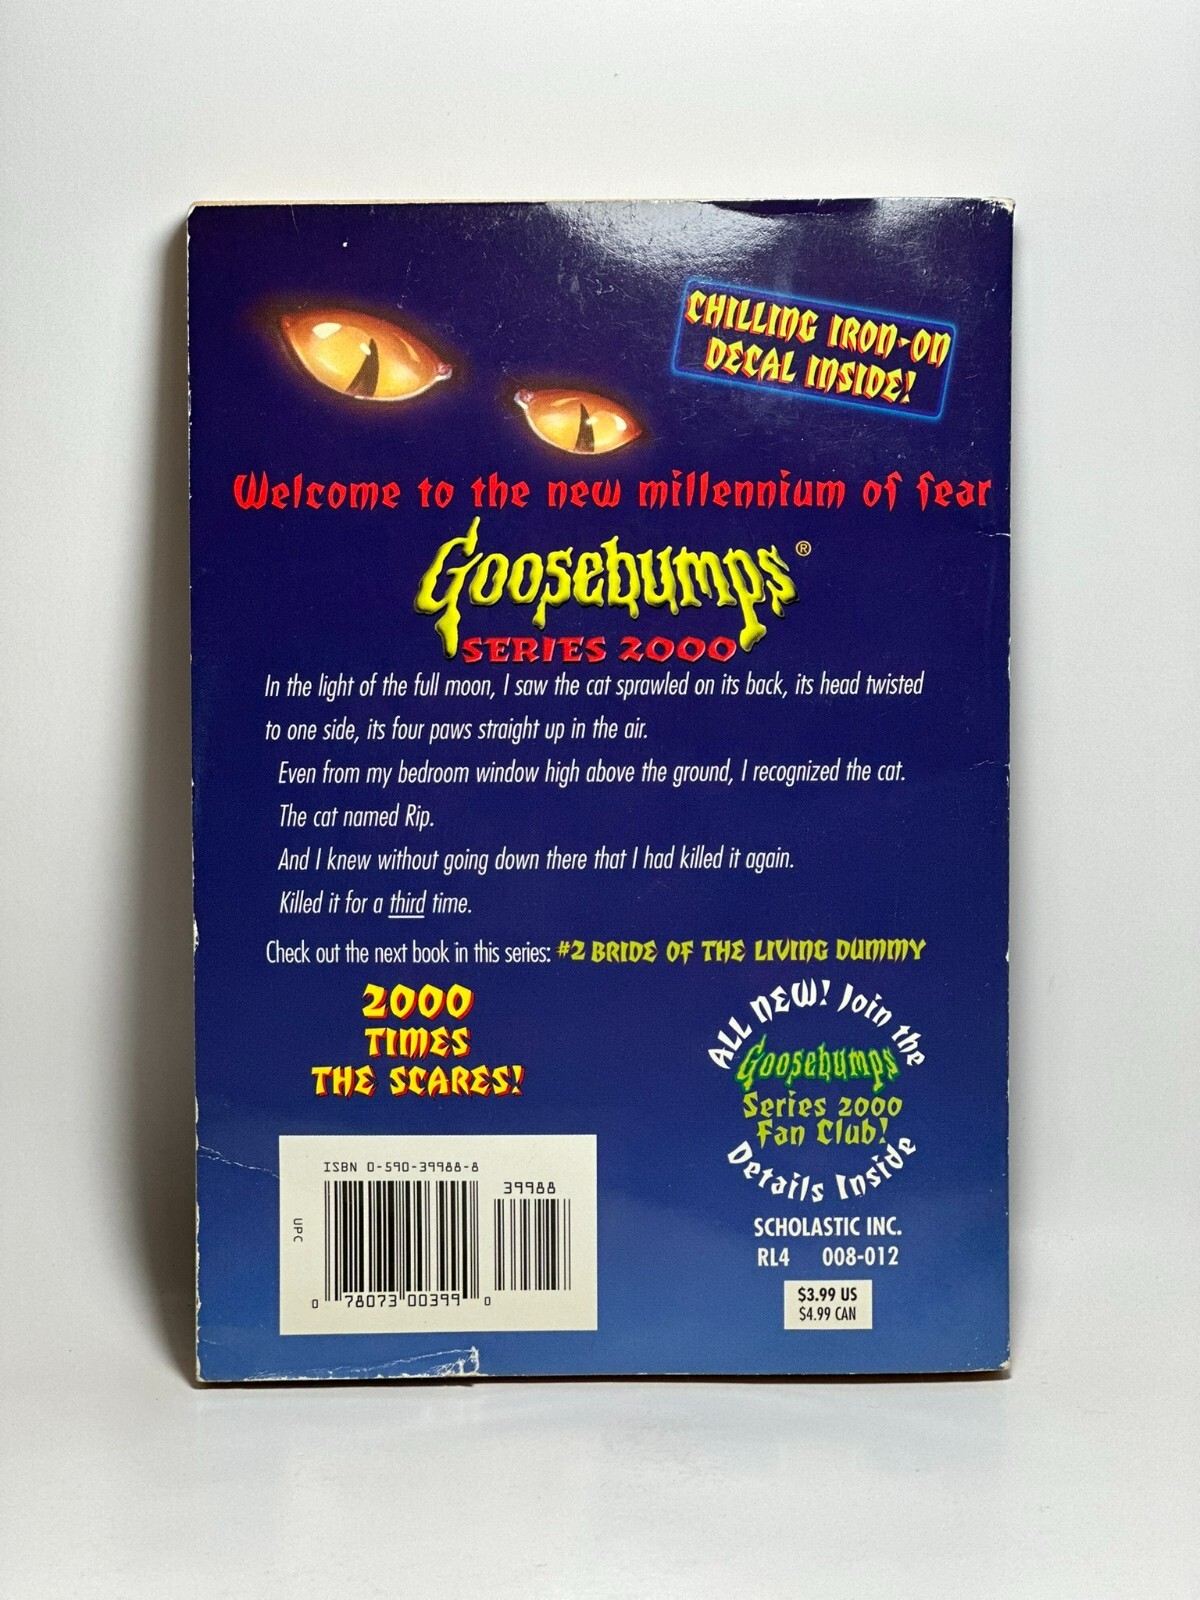 CHILLING IRON-ON
DECAL INSIDE!
Welcome to the new millennium of fear
Goosebumps®
SERIES 2000
In the light of the full moon, I saw the cat sprawled on its back, its head twisted
to one side, its four paws straight up in the air.
Even from my bedroom window high above the ground, I recognized the cat.
The cat named Rip.
And I knew without going down there that I had killed it again.
Killed it for a third time.
Check out the next book in this series: #2 BRIDE OF THE LIVING DUMMY
2000
TIMES
THE SCARES!
ALL NEW! Join the
Goosebumps
Series 2000
Fan Club!
Details Inside
ISBN 0-590-39988-8
39988
UPC
0 78073 00399 0
SCHOLASTIC INC.
RL4 008-012
$3.99 US
$4.99 CAN